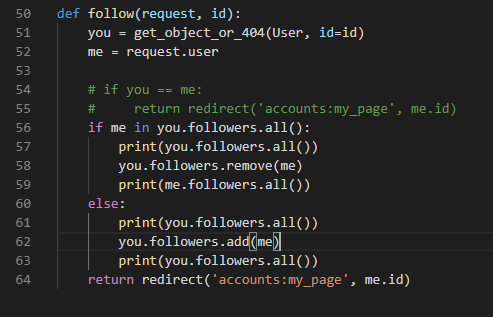 50 def follow(request, id):
51     you = get_object_or_404(User, id=id)
52     me = request.user
53
54     # if you == me:
55     #     return redirect('accounts:my_page', me.id)
56     if me in you.followers.all():
57         print(you.followers.all())
58         you.followers.remove(me)
59         print(me.followers.all())
60     else:
61         print(you.followers.all())
62         you.followers.add(me)
63         print(you.followers.all())
64     return redirect('accounts:my_page', me.id)